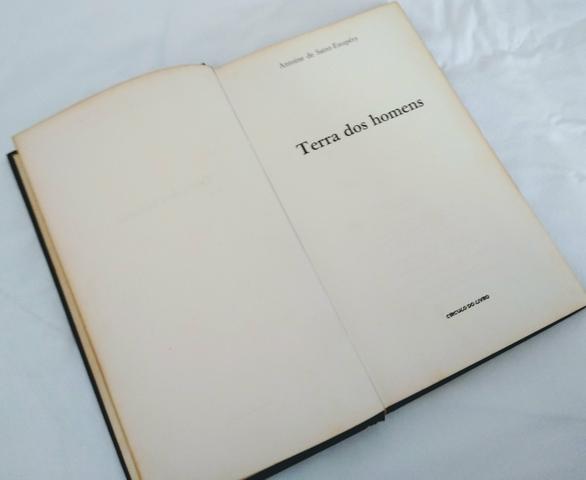 Antoine de Saint-Exupéry
Terra dos homens
CÍRCULO DO LIVRO